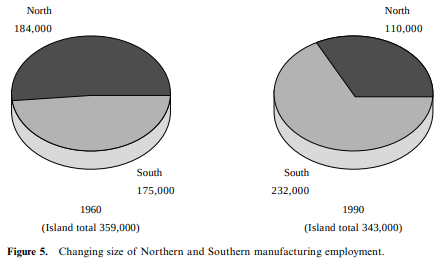 North
184,000
North
110,000
South
175,000
South
232,000
1960
(Island total 359,000)
1990
(Island total 343,000)
Figure 5. Changing size of Northern and Southern manufacturing employment.